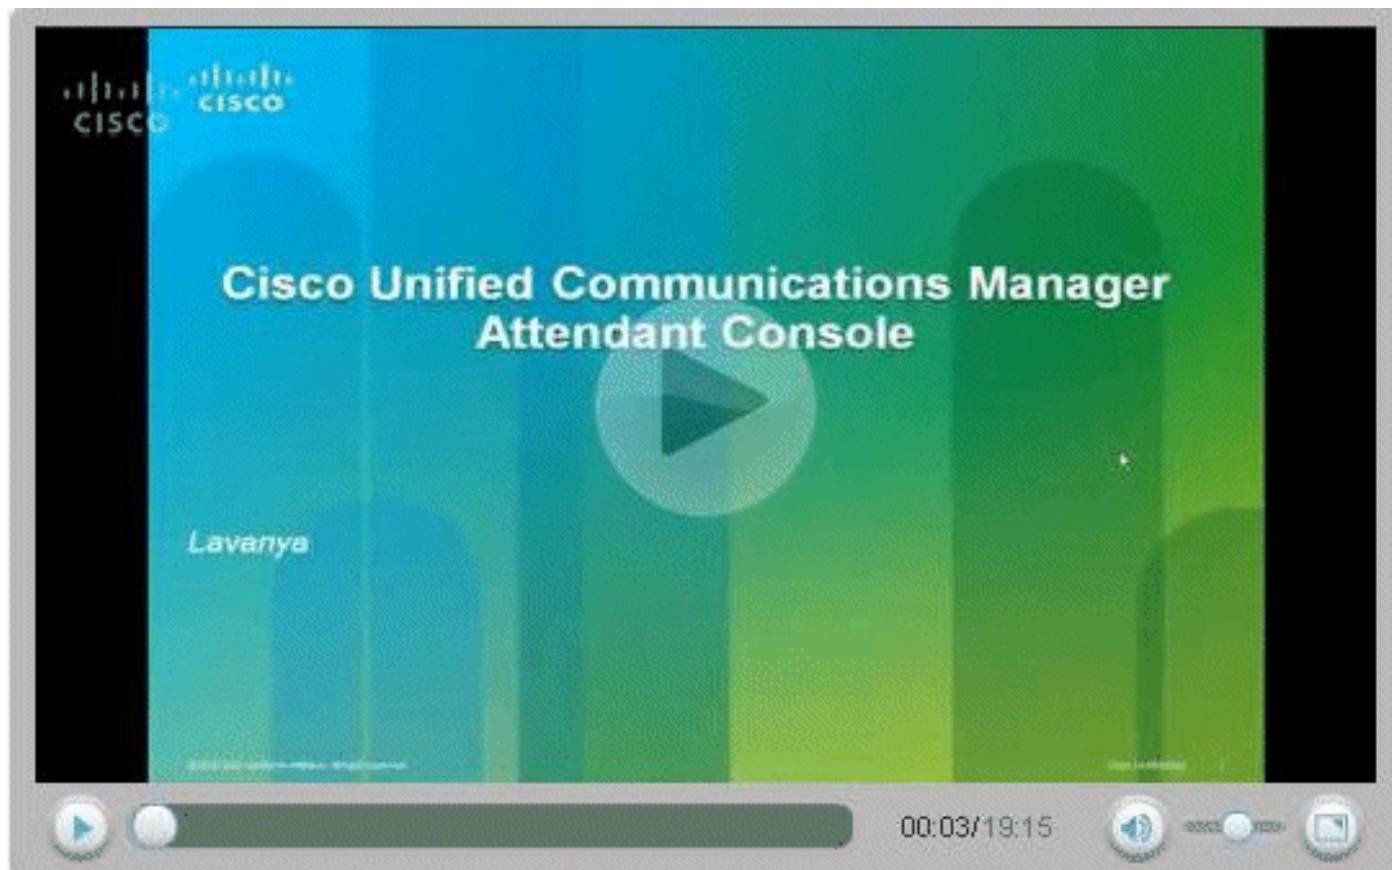 CISCO
CISCO
Cisco Unified Communications Manager
Attendant Console
Lavanya
00:03/19:15